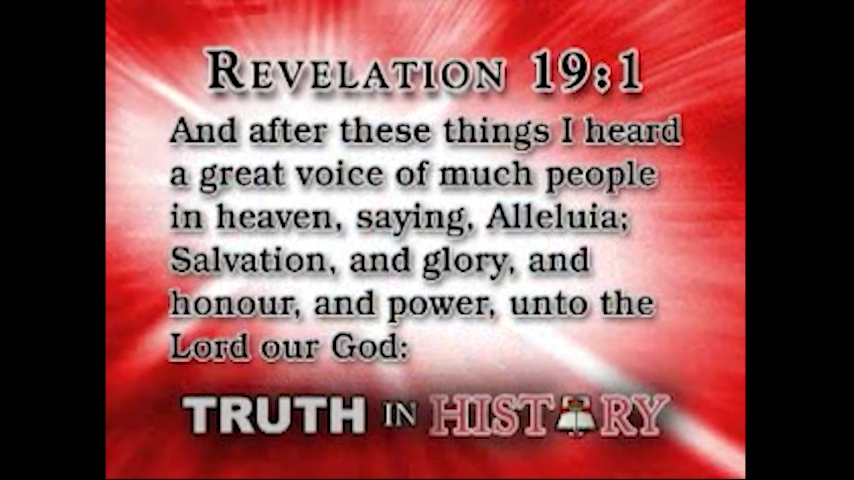 REVELATION 19:1
And after these things I heard
a great voice of much people
in heaven, saying, Alleluia;
Salvation, and glory, and
honour, and power, unto the
Lord our God:
TRUTH IN HISTORY